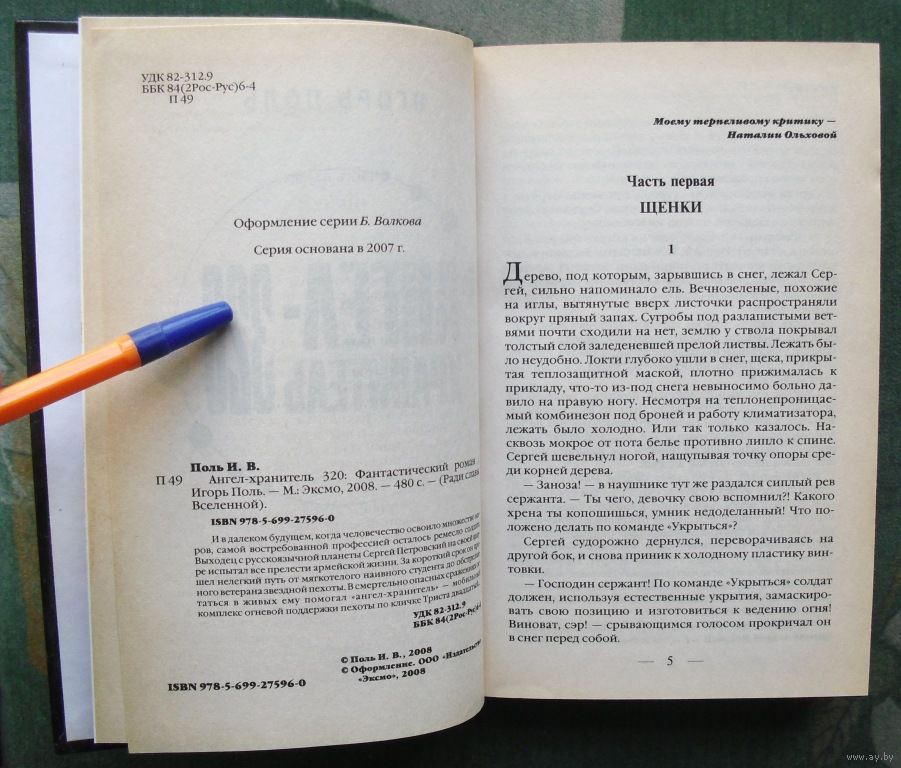 УДК 82-312.9
ББК 84(2Рос-Рус)6-4
П 49
Оформление серии Б. Волкова
Серия основана в 2007 г.
Поль И. В.
П 49 Ангел-хранитель 320: Фантастический роман
Игорь Поль. — М.: Эксмо, 2008. — 480 с. — (Ради славы
Вселенной).
ISBN 978-5-699-27596-0
И в далеком будущем, когда человечество освоило множество ми-
ров, самой востребованной профессией осталось ремесло солдата.
Выходец с русскоязычной планеты Сергей Петровский на своей шку-
ре испытал все прелести армейской жизни. За короткий срок он про-
шел нелегкий путь от мягкотелого наивного студента до обстрелян-
ного ветерана звездной пехоты. В смертельно опасных сражениях ос-
таться в живых ему помогал «ангел-хранитель» — мобильный
комплекс огневой поддержки пехоты по кличке Триста двадцатый.
УДК 82-312.9
ББК 84(2Рос-Рус)6-4
© Поль И. В., 2008
© Оформление. ООО «Издательство
«Эксмо», 2008
ISBN 978-5-699-27596-0
Моему терпеливому критику —
Наталии Ольховой
Часть первая
ЩЕНКИ
1
Дерево, под которым, зарывшись в снег, лежал Сер-
гей, сильно напоминало ель. Вечнозеленые, похожие
на иглы, вытянутые вверх листочки распространяли
вокруг пряный запах. Сугробы под разлапистыми вет-
вями почти сходили на нет, землю у ствола покрывал
толстый слой заледеневшей прелой листвы. Лежать бы-
ло неудобно. Локти глубоко ушли в снег, щека, прикры-
тая теплозащитной маской, плотно прижималась к
прикладу, что-то из-под снега невыносимо больно да-
вило на правую ногу. Несмотря на теплонепроницае-
мый комбинезон под броней и работу климатизатора,
лежать было холодно. Или так только казалось. На-
сквозь мокрое от пота белье противно липло к спине.
Сергей шевельнул ногой, нащупывая точку опоры сре-
ди корней дерева.
— Заноза! — в наушнике тут же раздался сиплый рев
сержанта. — Ты чего, девочку свою вспомнил?! Какого
хрена ты копошишься, умник недоделанный! Что по-
ложено делать по команде «Укрыться»?
Сергей судорожно дернулся, переворачиваясь на
другой бок, и снова приник к холодному пластику вин-
товки.
— Господин сержант! По команде «Укрыться» солдат
должен, используя естественные укрытия, замаскиро-
вать свою позицию и изготовиться к ведению огня!
Виноват, сэр! — срывающимся голосом прокричал он
в снег перед собой.
— 5 —
www.ay.by